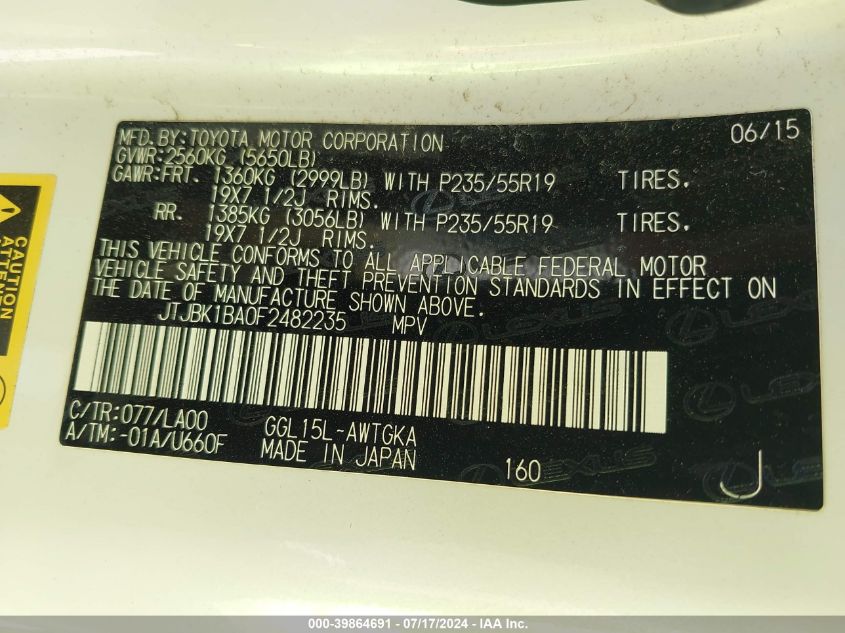 MFD. BY: TOYOTA MOTOR CORPORATION 06/15
GVWR: 2560KG (5650LB)
GAWR: FRT. 1360KG (2999LB) WITH P235/55R19 TIRES.
19X7 1/2J RIMS.
RR. 1385KG (3056LB) WITH P235/55R19 TIRES.
19X7 1/2J RIMS.
THIS VEHICLE CONFORMS TO ALL APPLICABLE FEDERAL MOTOR
VEHICLE SAFETY AND THEFT PREVENTION STANDARDS IN EFFECT ON
THE DATE OF MANUFACTURE SHOWN ABOVE.
JTJBK1BA0F2482235 MPV
C/TR: 077/LA00 GGL15L-AWTGKA
A/TM: -01A/U660F MADE IN JAPAN 160 J
LEXUS
CAUTION
000-39864691 - 07/17/2024 - IAA Inc.